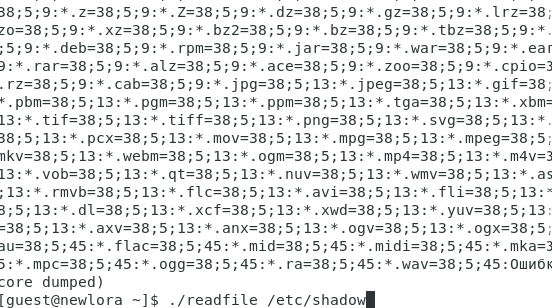 38;5;9:*.z=38;5;9:*.Z=38;5;9:*.dz=38;5;9:*.gz=38;5;9:*.lrz=38;5;
zo=38;5;9:*.xz=38;5;9:*.bz2=38;5;9:*.bz=38;5;9:*.tbz=38;5;9:*.
;5;9:*.deb=38;5;9:*.rpm=38;5;9:*.jar=38;5;9:*.war=38;5;9:*.ear
9:*.rar=38;5;9:*.alz=38;5;9:*.ace=38;5;9:*.zoo=38;5;9:*.cpio=3
.rz=38;5;9:*.cab=38;5;9:*.jpg=38;5;13:*.jpeg=38;5;13:*.gif=38;
*.pbm=38;5;13:*.pgm=38;5;13:*.ppm=38;5;13:*.tga=38;5;13:*.xbm=
13:*.tif=38;5;13:*.tiff=38;5;13:*.png=38;5;13:*.svg=38;5;13:*.
38;5;13:*.pcx=38;5;13:*.mov=38;5;13:*.mpg=38;5;13:*.mpeg=38;5;
mkv=38;5;13:*.webm=38;5;13:*.ogm=38;5;13:*.mp4=38;5;13:*.m4v=3
13:*.vob=38;5;13:*.qt=38;5;13:*.nuv=38;5;13:*.wmv=38;5;13:*.as
;13:*.rmvb=38;5;13:*.flc=38;5;13:*.avi=38;5;13:*.fli=38;5;13:*
8;5;13:*.dl=38;5;13:*.xcf=38;5;13:*.xwd=38;5;13:*.yuv=38;5;13:
=38;5;13:*.axv=38;5;13:*.anx=38;5;13:*.ogv=38;5;13:*.ogx=38;5;
au=38;5;45:*.flac=38;5;45:*.mid=38;5;45:*.midi=38;5;45:*.mka=3
5:*.mpc=38;5;45:*.ogg=38;5;45:*.ra=38;5;45:*.wav=38;5;45:Ошибк
core dumped)
[guest@newlora ~]$ ./readfile /etc/shadow